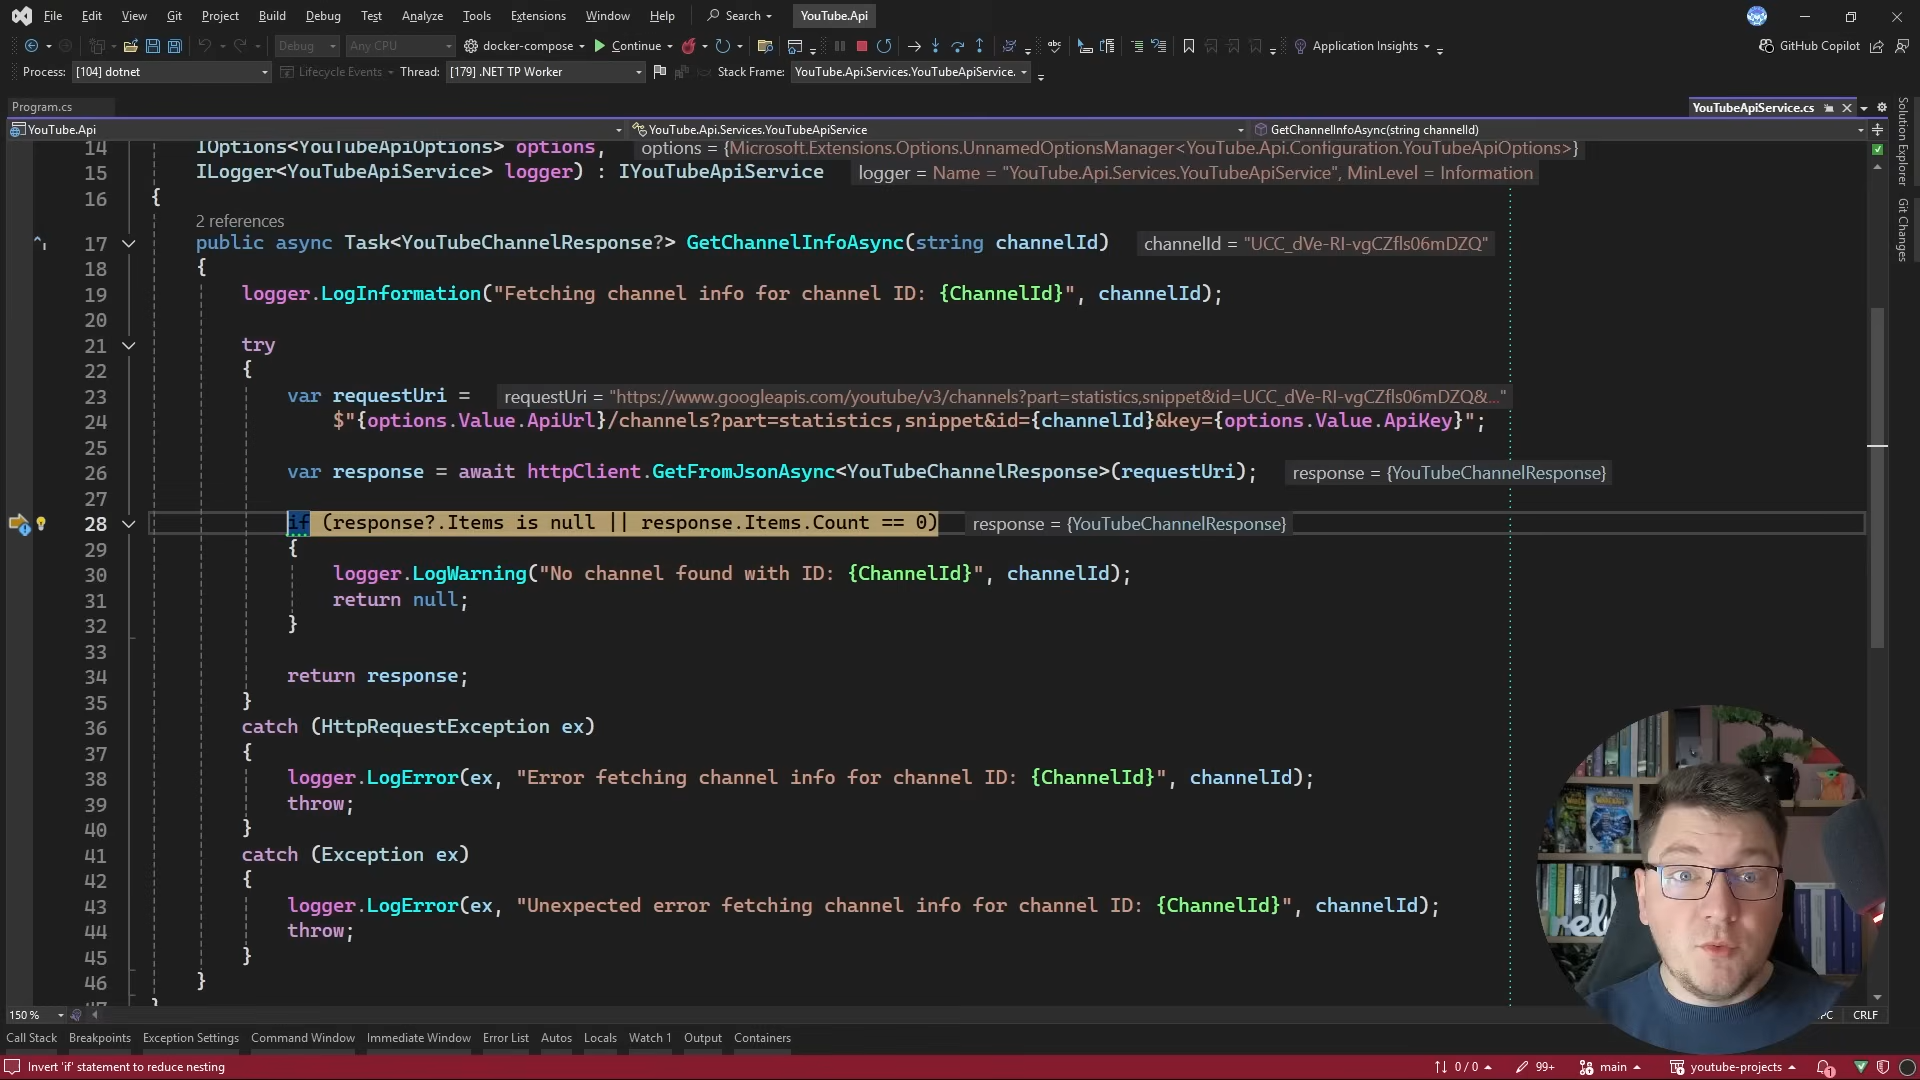 File Edit View Git Project Build Debug Test Analyze Tools Extensions Window Help Search YouTube.Api
Debug Any CPU docker-compose Continue Application Insights GitHub Copilot
Process: [104] dotnet Lifecycle Events Thread: [179] .NET TP Worker Stack Frame: YouTube.Api.Services.YouTubeApiService.
Program.cs YouTubeApiService.cs
YouTube.Api YouTube.Api.Services.YouTubeApiService GetChannelInfoAsync(string channelId)
14 IOptions<YouTubeApiOptions> options, options = {Microsoft.Extensions.Options.UnnamedOptionsManager<YouTube.Api.Configuration.YouTubeApiOptions>}
15 ILogger<YouTubeApiService> logger) : IYouTubeApiService logger = Name = "YouTube.Api.Services.YouTubeApiService", MinLevel = Information
16 {
2 references
17 public async Task<YouTubeChannelResponse?> GetChannelInfoAsync(string channelId) channelId = "UCC_dVe-RI-vgCZfls06mDZQ"
18 {
19 logger.LogInformation("Fetching channel info for channel ID: {ChannelId}", channelId);
20
21 try
22 {
23 var requestUri = requestUri = "https://www.googleapis.com/youtube/v3/channels?part=statistics,snippet&id=UCC_dVe-RI-vgCZfls06mDZQ&..."
24 $"{options.Value.ApiUrl}/channels?part=statistics,snippet&id={channelId}&key={options.Value.ApiKey}";
25
26 var response = await httpClient.GetFromJsonAsync<YouTubeChannelResponse>(requestUri); response = {YouTubeChannelResponse}
27
28 if (response?.Items is null || response.Items.Count == 0) response = {YouTubeChannelResponse}
29 {
30 logger.LogWarning("No channel found with ID: {ChannelId}", channelId);
31 return null;
32 }
33
34 return response;
35 }
36 catch (HttpRequestException ex)
37 {
38 logger.LogError(ex, "Error fetching channel info for channel ID: {ChannelId}", channelId);
39 throw;
40 }
41 catch (Exception ex)
42 {
43 logger.LogError(ex, "Unexpected error fetching channel info for channel ID: {ChannelId}", channelId);
44 throw;
45 }
46 }
Solution Explorer
Git Changes
150 % CRLF
Call Stack Breakpoints Exception Settings Command Window Immediate Window Error List Autos Locals Watch 1 Output Containers
Invert 'if' statement to reduce nesting 0 / 0 99+ main youtube-projects 1